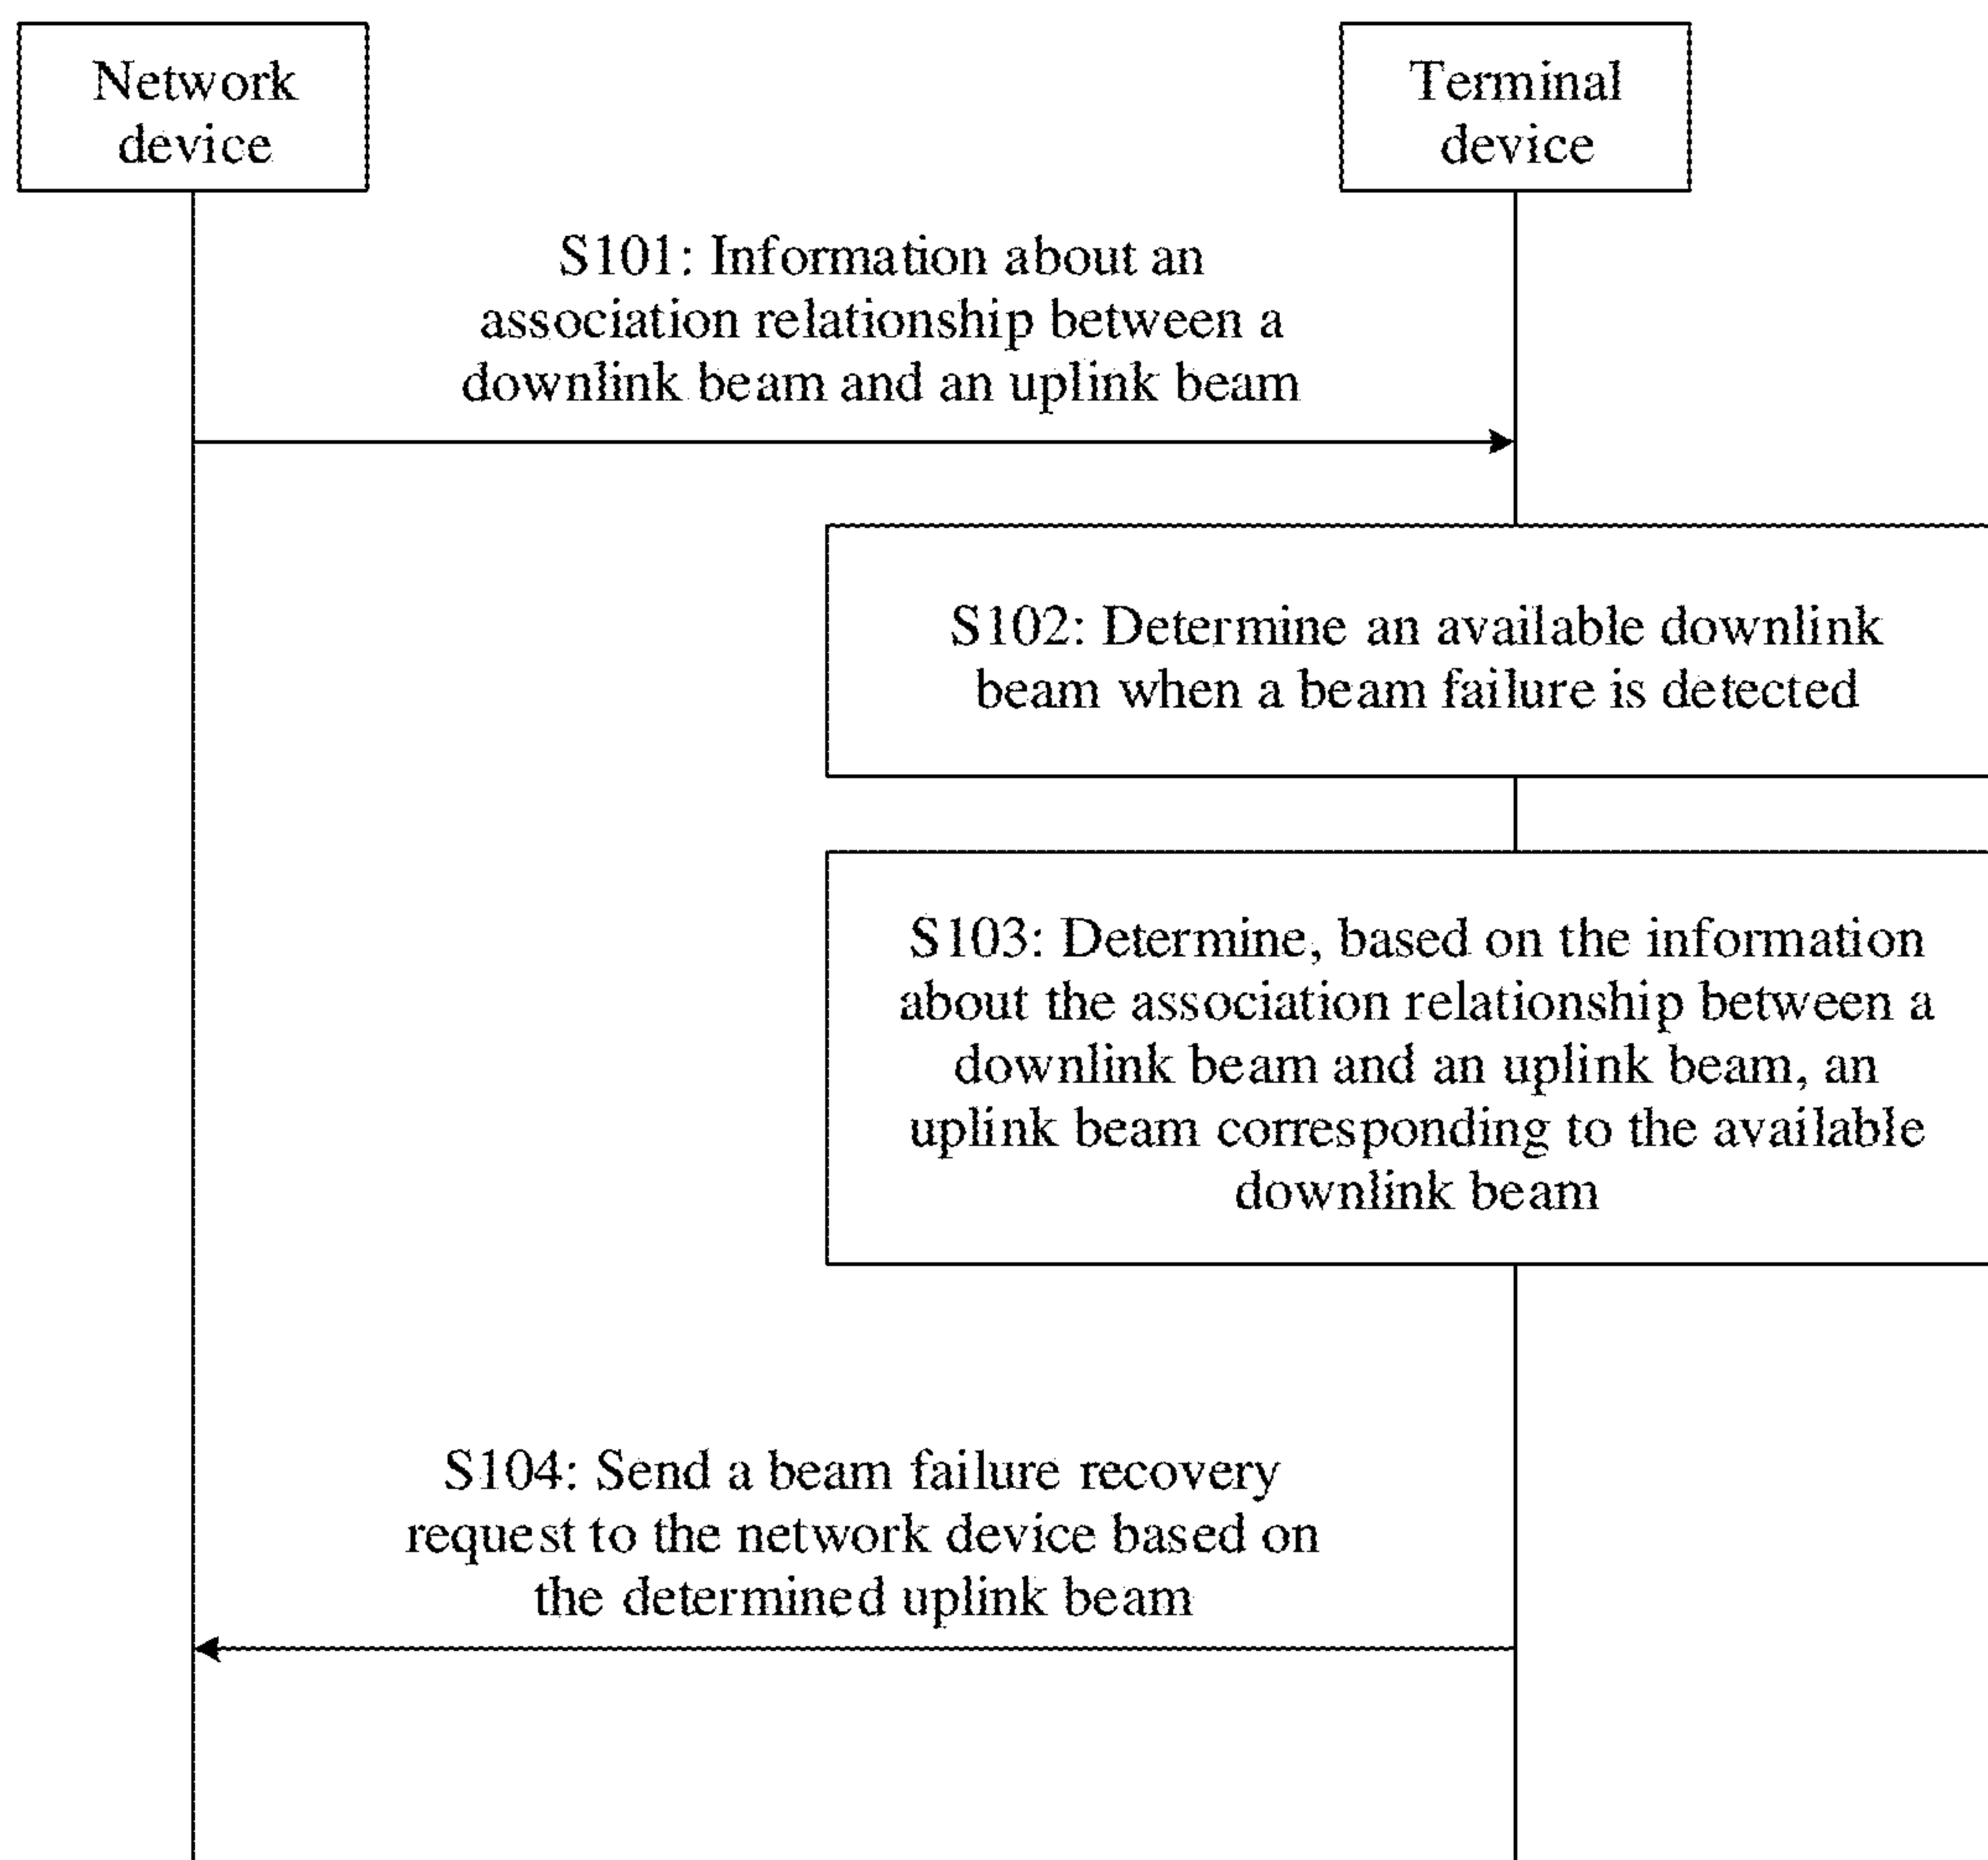 Network
device
Terminal
device
S101: Information about an
association relationship between a
downlink beam and an uplink beam
S102: Determine an available downlink
beam when a beam failure is detected
S103: Determine, based on the information
about the association relationship between a
downlink beam and an uplink beam, an
uplink beam corresponding to the available
downlink beam
S104: Send a beam failure recovery
request to the network device based on
the determined uplink beam